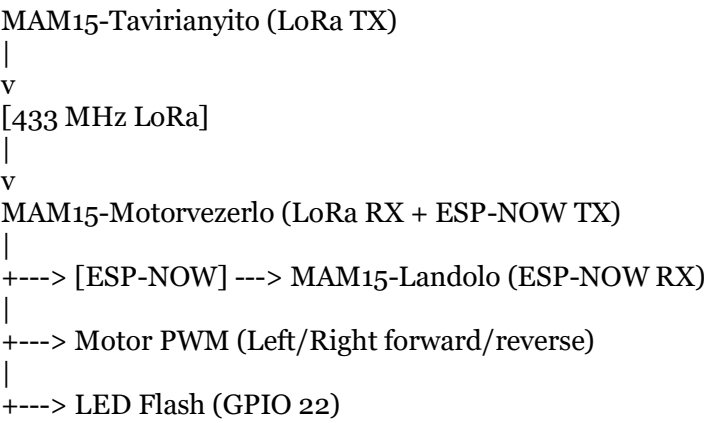 MAM15-Tavirianyito (LoRa TX)
|
v
[433 MHz LoRa]
|
v
MAM15-Motorvezerlo (LoRa RX + ESP-NOW TX)
|
+---> [ESP-NOW] ---> MAM15-Landolo (ESP-NOW RX)
|
+---> Motor PWM (Left/Right forward/reverse)
|
+---> LED Flash (GPIO 22)